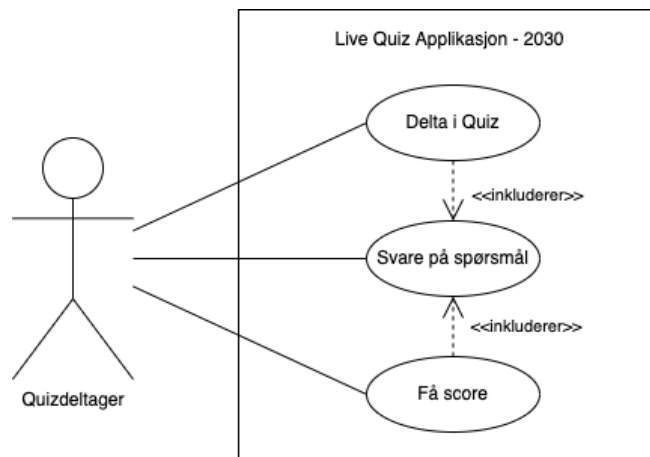 Live Quiz Applikasjon - 2030
Delta i Quiz
<<inkluderer>>
Svare på spørsmål
<<inkluderer>>
Få score
Quizdeltager